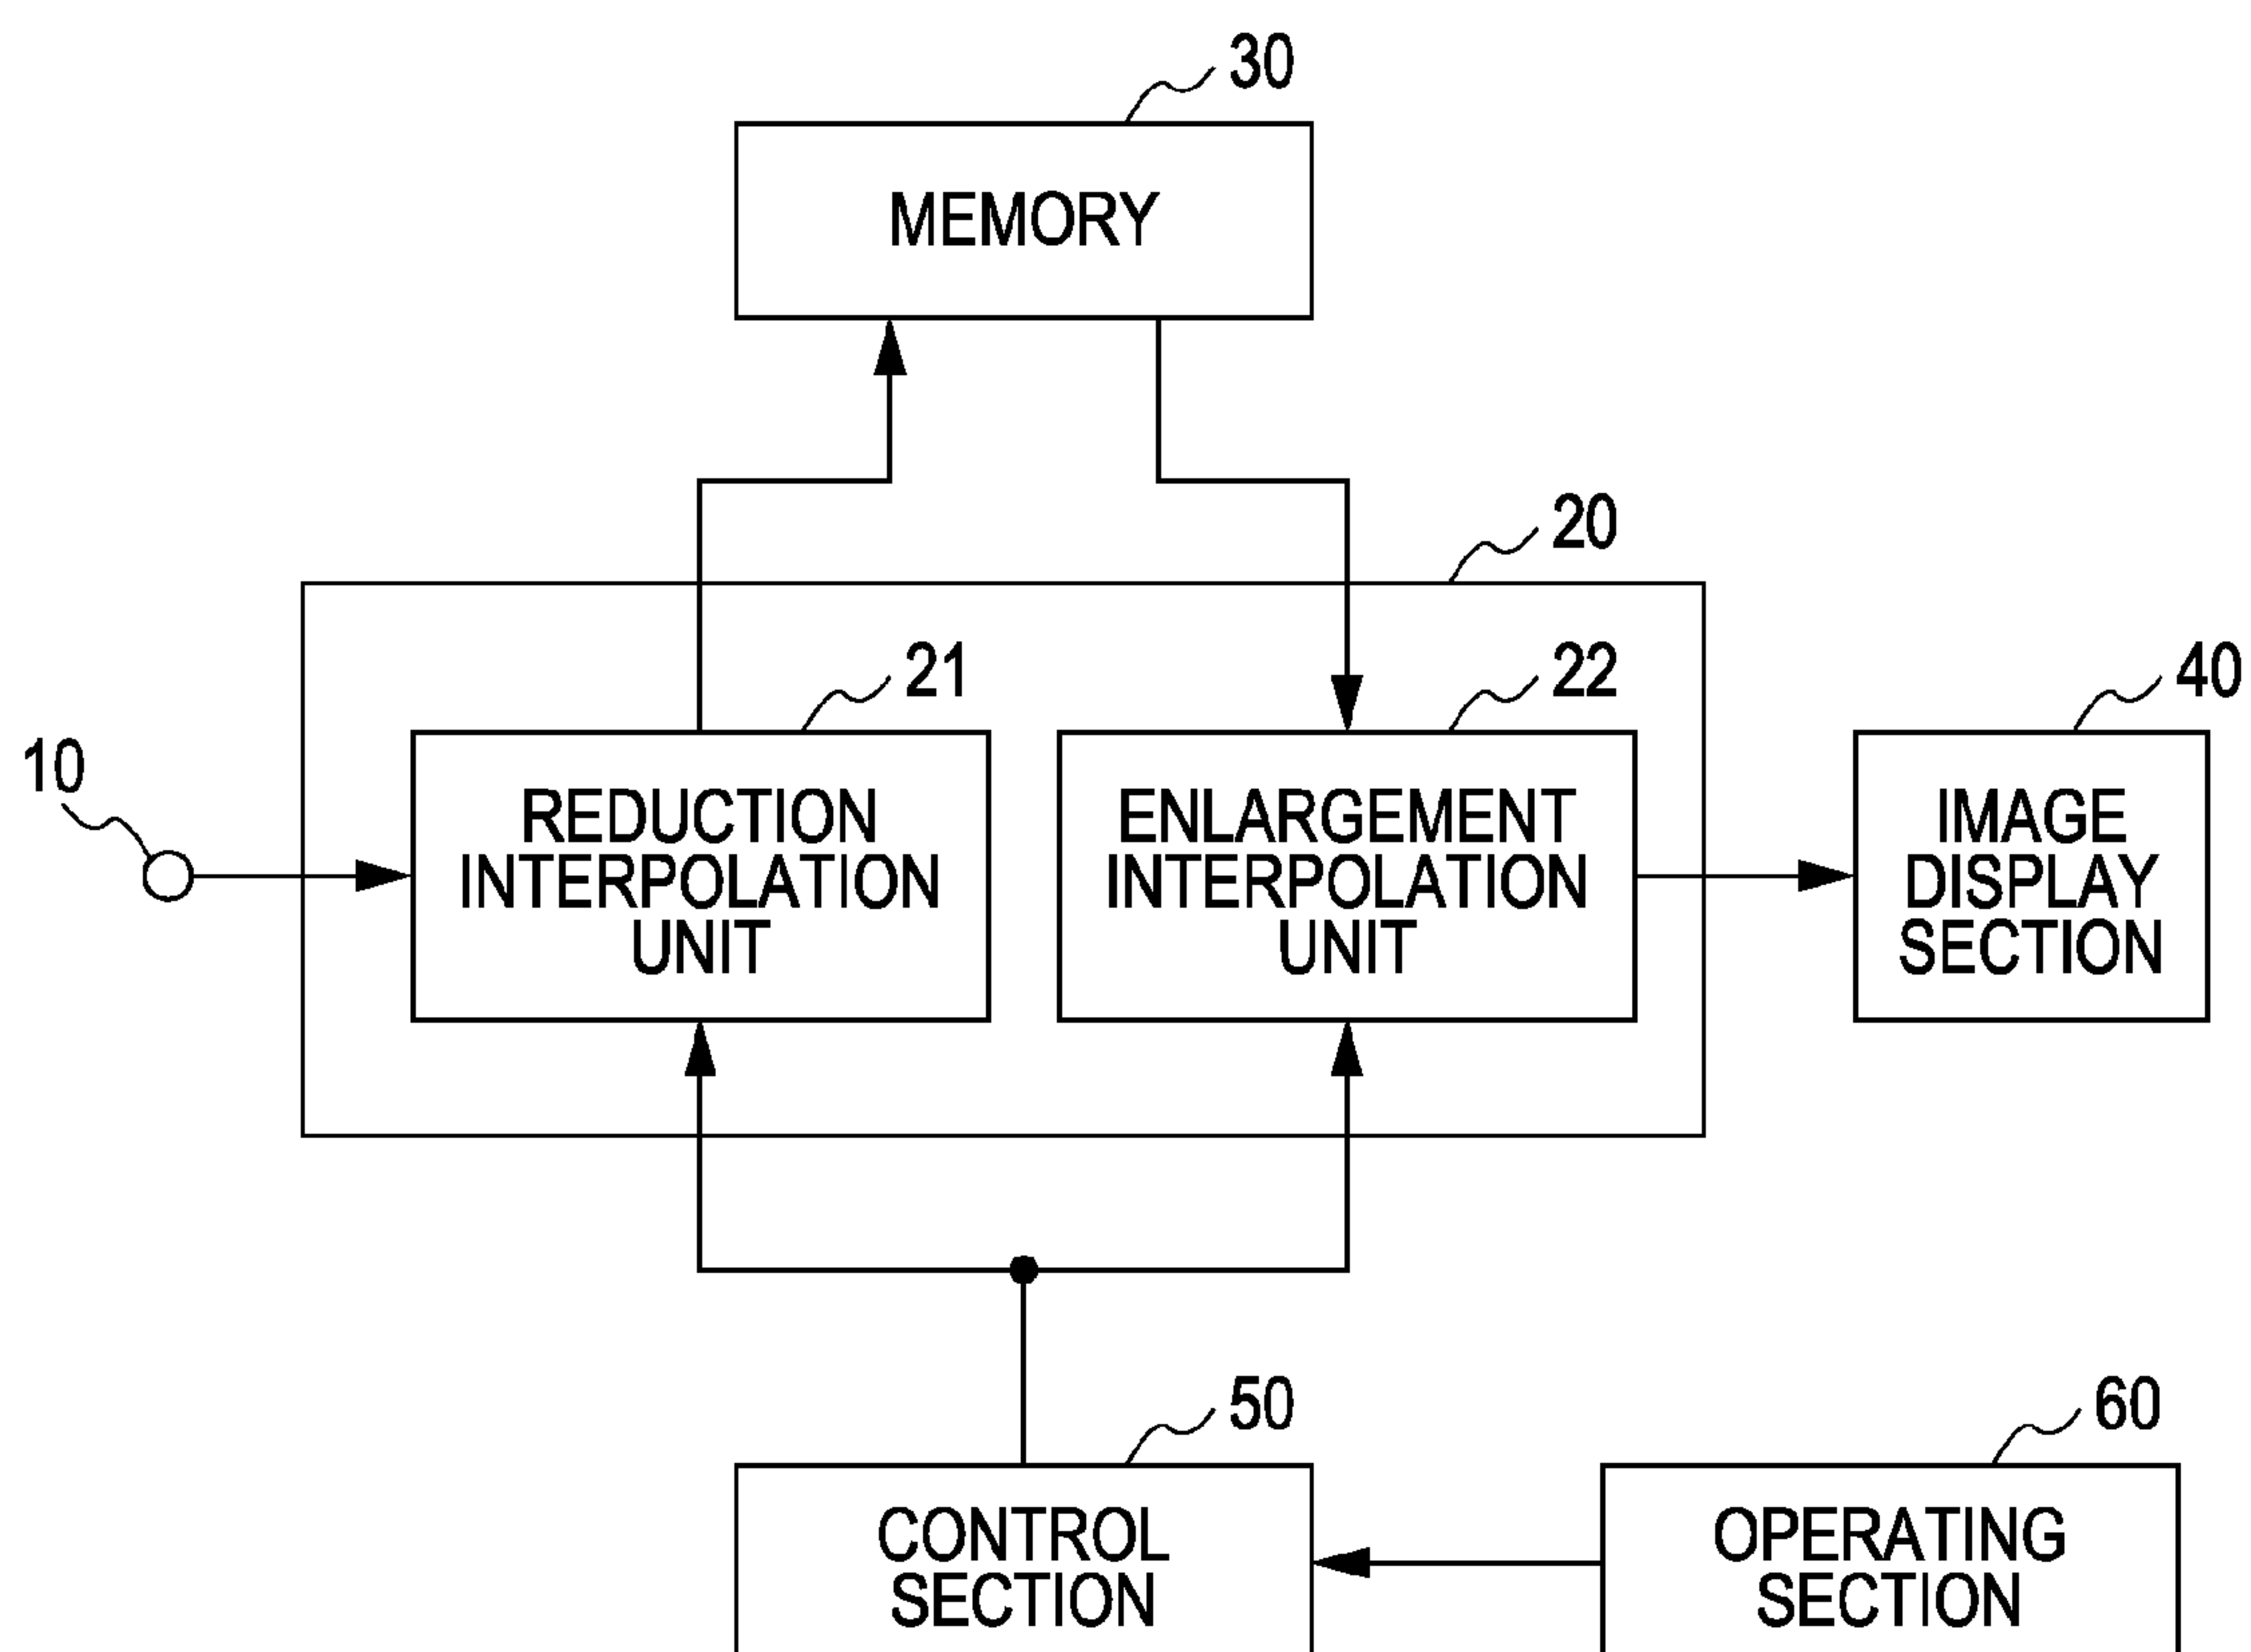 30
MEMORY
20
21
22
40
10
REDUCTION
INTERPOLATION
UNIT
ENLARGEMENT
INTERPOLATION
UNIT
IMAGE
DISPLAY
SECTION
50
60
CONTROL
SECTION
OPERATING
SECTION